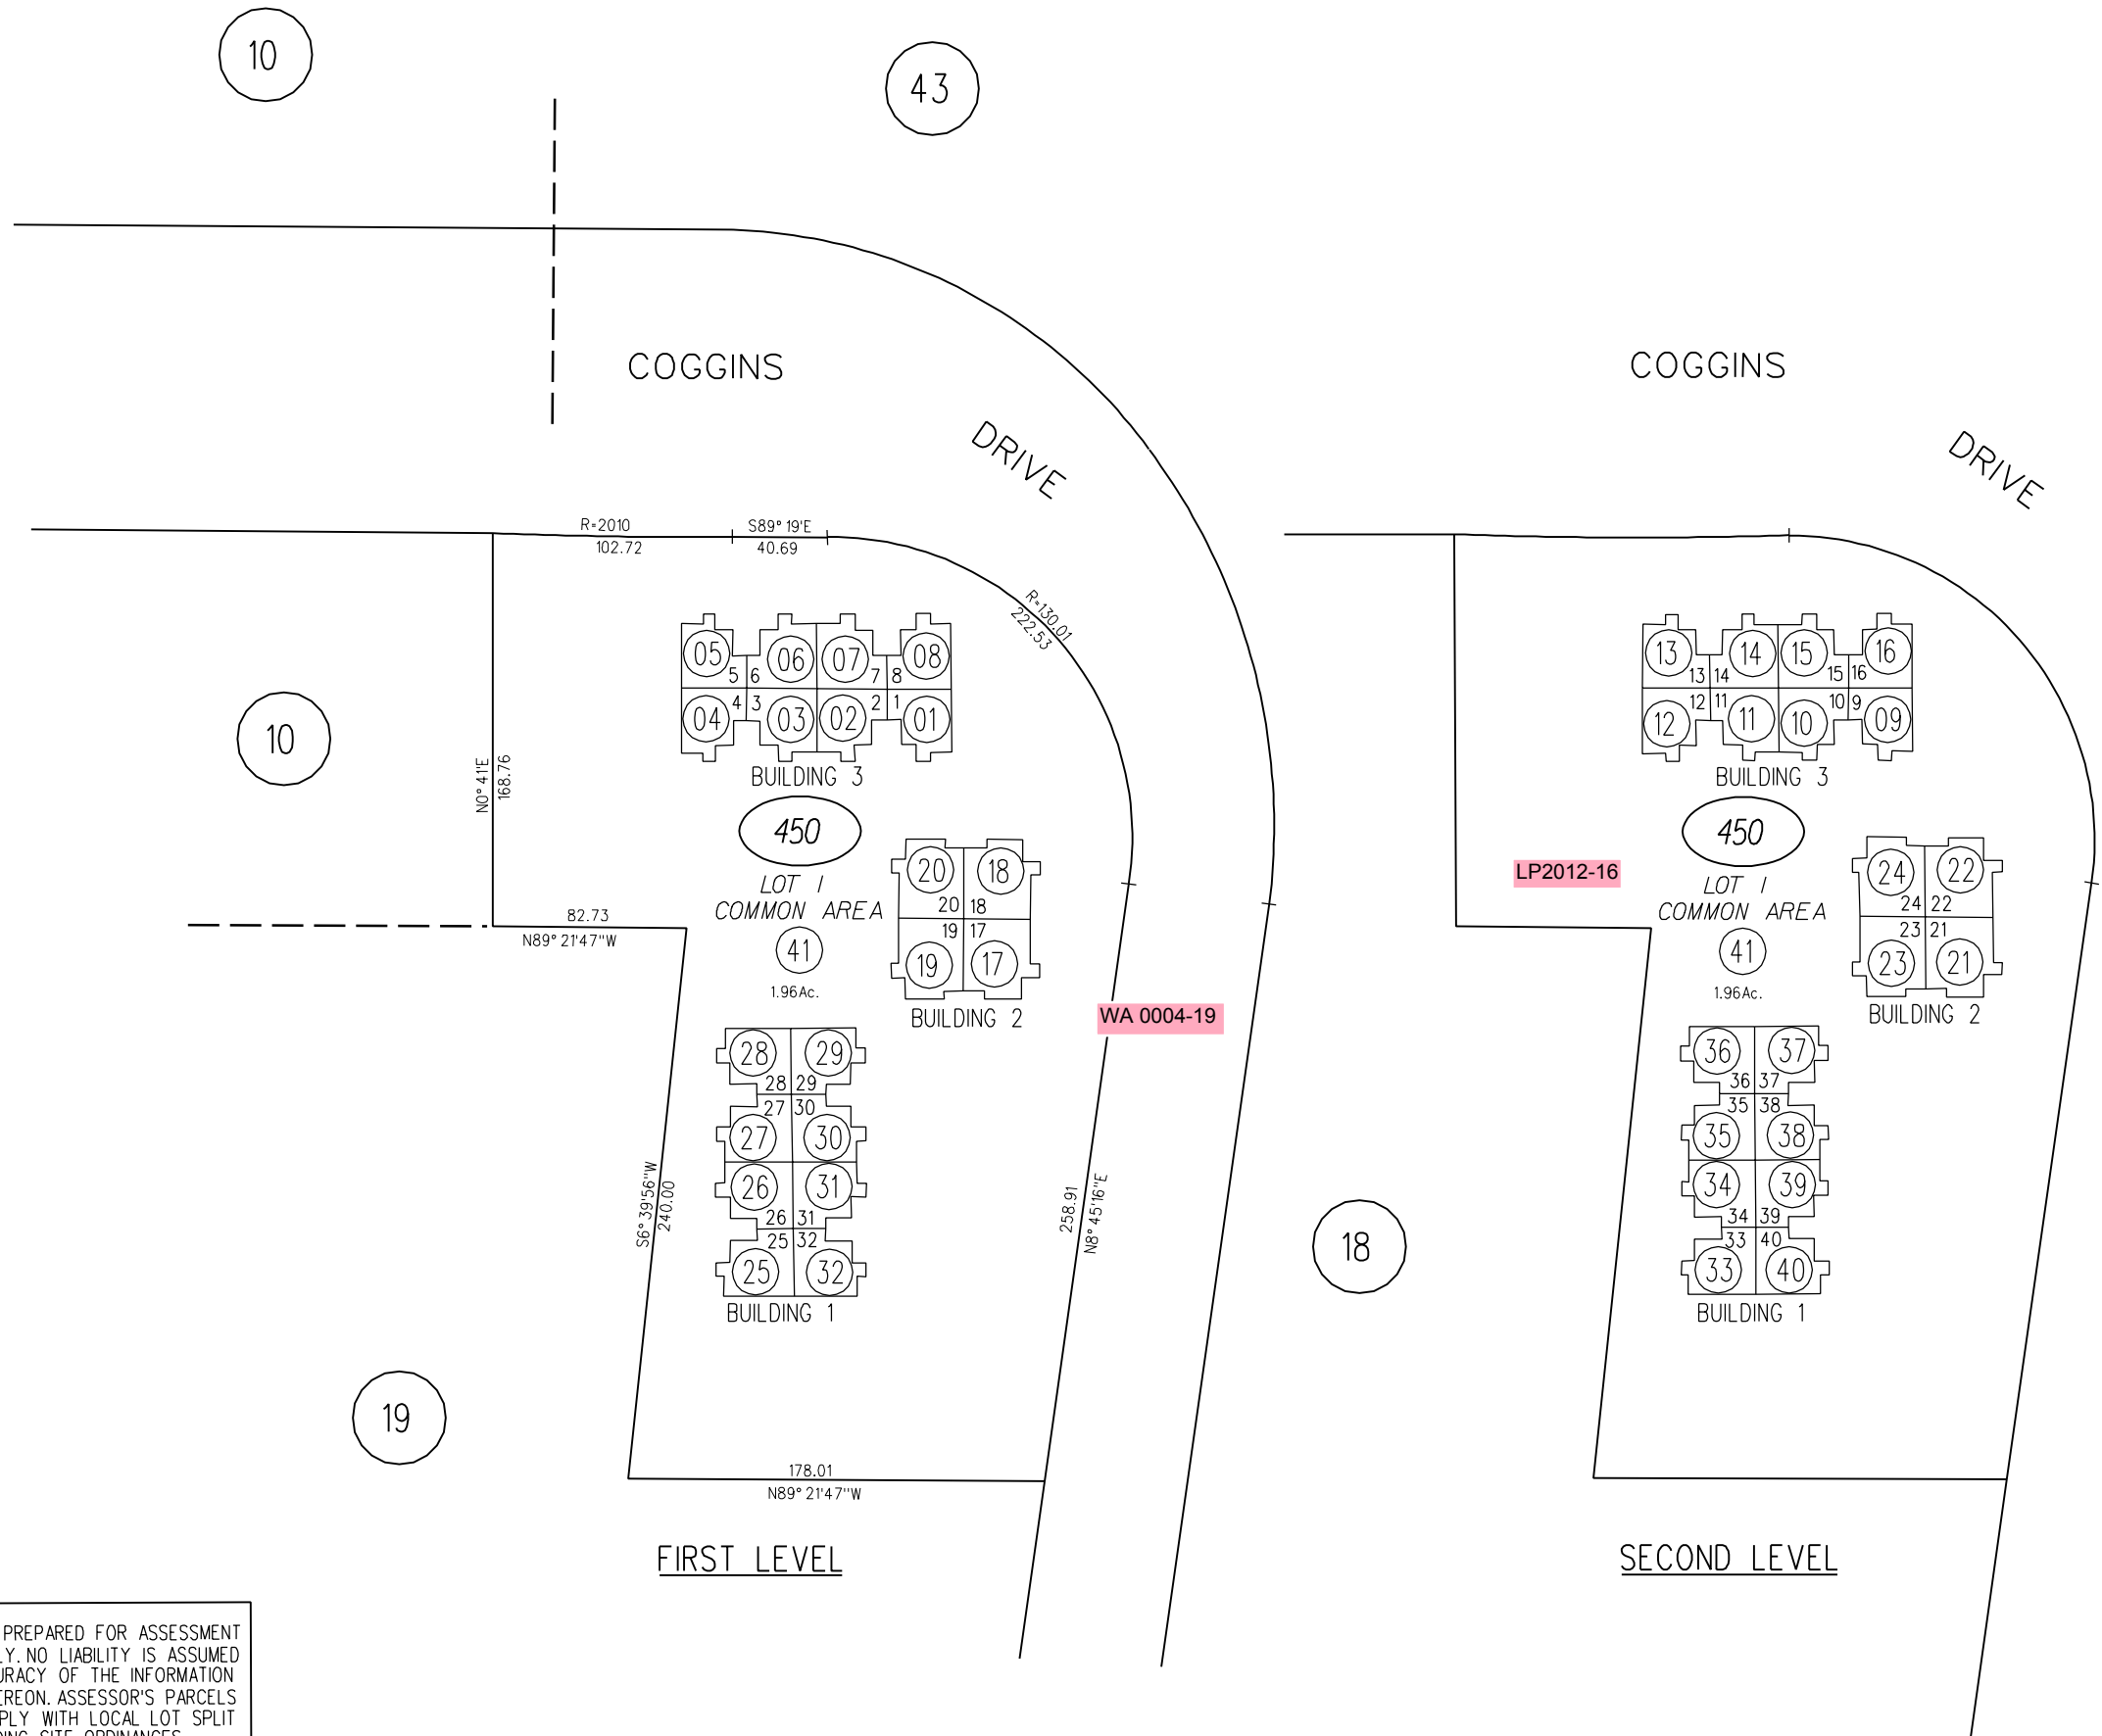 10
43
COGGINS
DRIVE
R=2010
102.72
S89° 19'E
40.69
R=130.01
222.53
05
06
07
08
5
6
7
8
4
3
2
1
04
03
02
01
BUILDING 3
10
N0° 41'E
168.76
450
LOT 1
COMMON AREA
41
1.96Ac.
82.73
N89° 21'47"W
20
18
20
18
19
17
19
17
BUILDING 2
WA 0004-19
28
29
28
29
27
30
27
30
26
31
26
31
25
32
25
32
BUILDING 1
S6° 39'56"W
240.00
258.91
N8° 45'16"E
19
178.01
N89° 21'47"W
FIRST LEVEL
COGGINS
DRIVE
13
14
15
16
13
14
15
16
12
11
10
9
12
11
10
09
BUILDING 3
450
LP2012-16
LOT 1
COMMON AREA
41
1.96Ac.
24
22
24
22
23
21
23
21
BUILDING 2
36
37
36
37
35
38
35
38
34
39
34
39
33
40
33
40
BUILDING 1
18
SECOND LEVEL
PREPARED FOR ASSESSMENT
LY. NO LIABILITY IS ASSUMED
URACY OF THE INFORMATION
EREON. ASSESSOR'S PARCELS
PLY WITH LOCAL LOT SPLIT